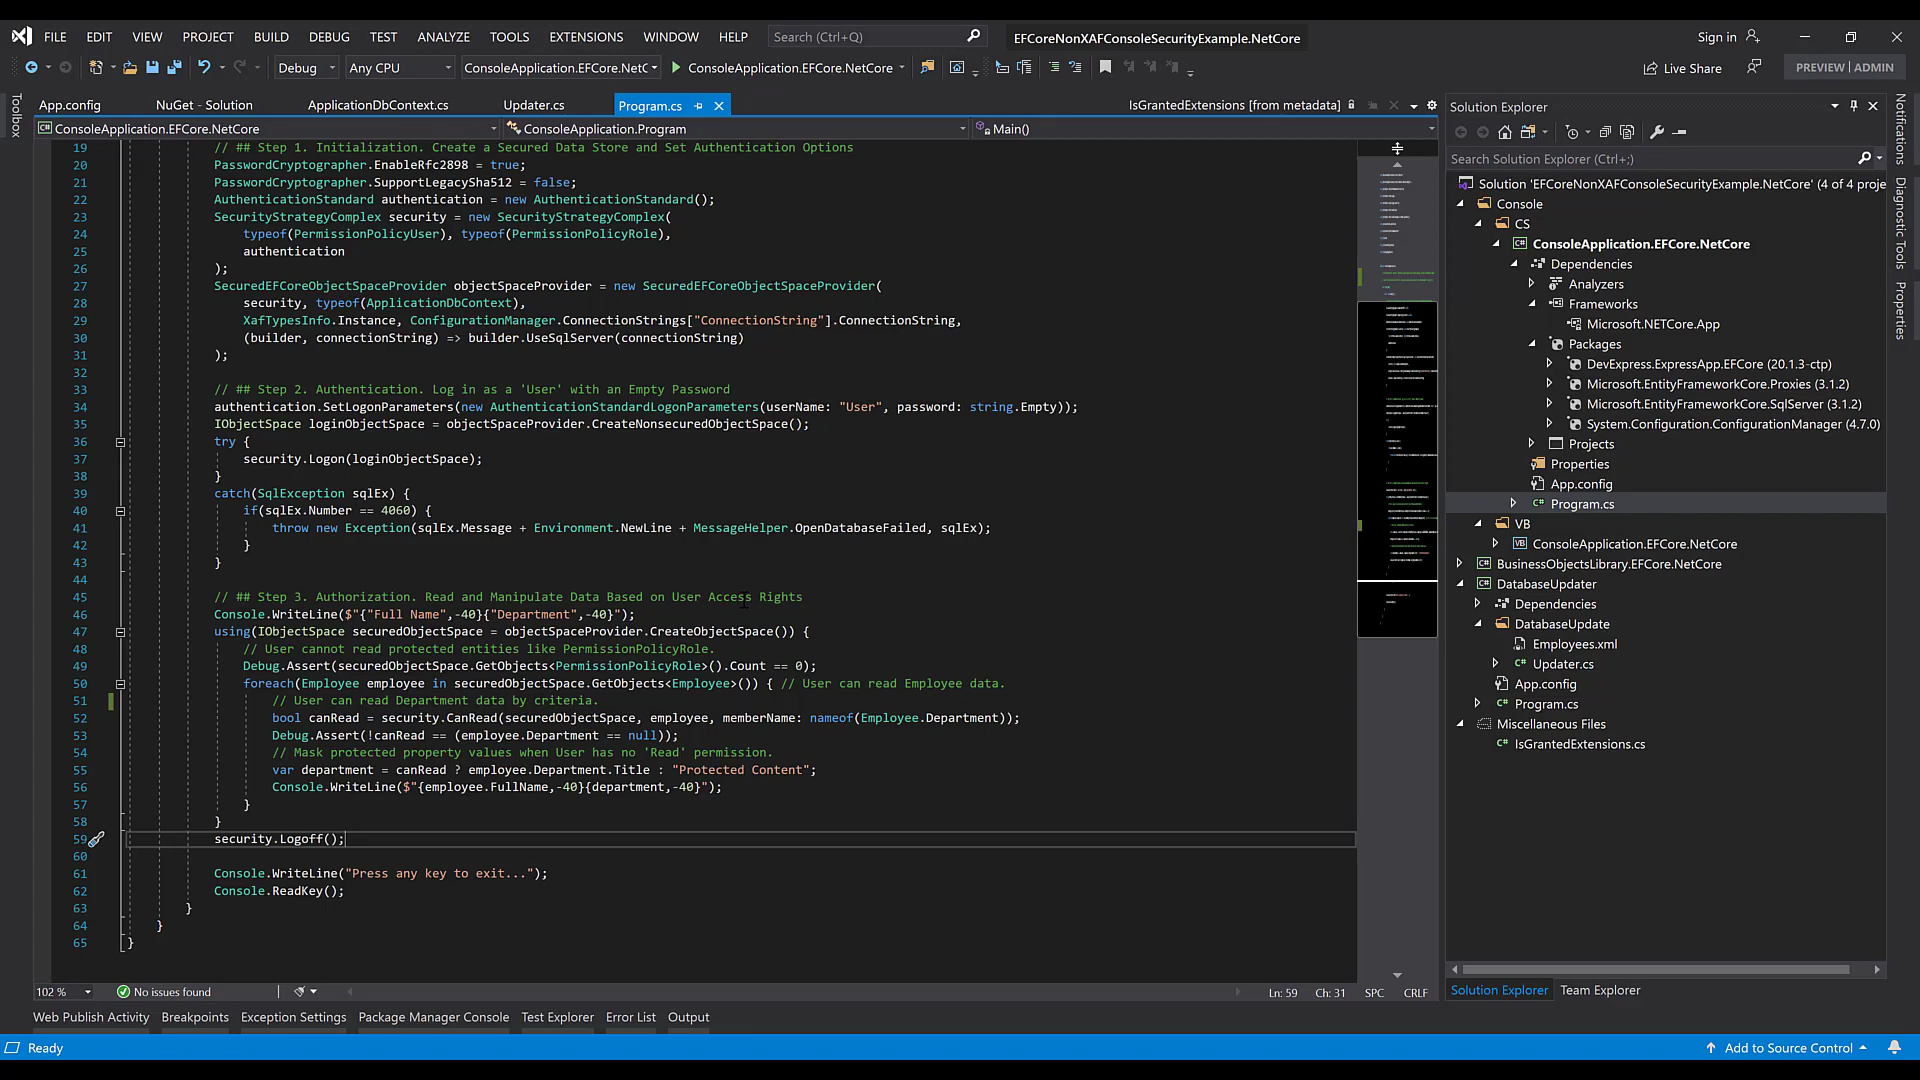 FILE EDIT VIEW PROJECT BUILD DEBUG TEST ANALYZE TOOLS EXTENSIONS WINDOW HELP Search (Ctrl+Q) EFCoreNonXAFConsoleSecurityExample.NetCore Sign in
Debug Any CPU ConsoleApplication.EFCore.NetC ConsoleApplication.EFCore.NetCore Live Share PREVIEW | ADMIN
Toolbox
App.config NuGet - Solution ApplicationDbContext.cs Updater.cs Program.cs IsGrantedExtensions [from metadata]
ConsoleApplication.EFCore.NetCore ConsoleApplication.Program Main()
19 // ## Step 1. Initialization. Create a Secured Data Store and Set Authentication Options
20 PasswordCryptographer.EnableRfc2898 = true;
21 PasswordCryptographer.SupportLegacySha512 = false;
22 AuthenticationStandard authentication = new AuthenticationStandard();
23 SecurityStrategyComplex security = new SecurityStrategyComplex(
24 typeof(PermissionPolicyUser), typeof(PermissionPolicyRole),
25 authentication
26 );
27 SecuredEFCoreObjectSpaceProvider objectSpaceProvider = new SecuredEFCoreObjectSpaceProvider(
28 security, typeof(ApplicationDbContext),
29 XafTypesInfo.Instance, ConfigurationManager.ConnectionStrings["ConnectionString"].ConnectionString,
30 (builder, connectionString) => builder.UseSqlServer(connectionString)
31 );
32
33 // ## Step 2. Authentication. Log in as a 'User' with an Empty Password
34 authentication.SetLogonParameters(new AuthenticationStandardLogonParameters(userName: "User", password: string.Empty));
35 IObjectSpace loginObjectSpace = objectSpaceProvider.CreateNonsecuredObjectSpace();
36 try {
37 security.Logon(loginObjectSpace);
38 }
39 catch(SqlException sqlEx) {
40 if(sqlEx.Number == 4060) {
41 throw new Exception(sqlEx.Message + Environment.NewLine + MessageHelper.OpenDatabaseFailed, sqlEx);
42 }
43 }
44
45 // ## Step 3. Authorization. Read and Manipulate Data Based on User Access Rights
46 Console.WriteLine($"{"Full Name",-40}{"Department",-40}");
47 using(IObjectSpace securedObjectSpace = objectSpaceProvider.CreateObjectSpace()) {
48 // User cannot read protected entities like PermissionPolicyRole.
49 Debug.Assert(securedObjectSpace.GetObjects<PermissionPolicyRole>().Count == 0);
50 foreach(Employee employee in securedObjectSpace.GetObjects<Employee>()) { // User can read Employee data.
51 // User can read Department data by criteria.
52 bool canRead = security.CanRead(securedObjectSpace, employee, memberName: nameof(Employee.Department));
53 Debug.Assert(!canRead == (employee.Department == null));
54 // Mask protected property values when User has no 'Read' permission.
55 var department = canRead ? employee.Department.Title : "Protected Content";
56 Console.WriteLine($"{employee.FullName,-40}{department,-40}");
57 }
58 }
59 security.Logoff();
60
61 Console.WriteLine("Press any key to exit...");
62 Console.ReadKey();
63 }
64 }
65 }
102 % No issues found Ln: 59 Ch: 31 SPC CRLF
Web Publish Activity Breakpoints Exception Settings Package Manager Console Test Explorer Error List Output
Solution Explorer
Search Solution Explorer (Ctrl+;)
Solution 'EFCoreNonXAFConsoleSecurityExample.NetCore' (4 of 4 proje
Console
CS
ConsoleApplication.EFCore.NetCore
Dependencies
Analyzers
Frameworks
Microsoft.NETCore.App
Packages
DevExpress.ExpressApp.EFCore (20.1.3-ctp)
Microsoft.EntityFrameworkCore.Proxies (3.1.2)
Microsoft.EntityFrameworkCore.SqlServer (3.1.2)
System.Configuration.ConfigurationManager (4.7.0)
Projects
Properties
App.config
Program.cs
VB
ConsoleApplication.EFCore.NetCore
BusinessObjectsLibrary.EFCore.NetCore
DatabaseUpdater
Dependencies
DatabaseUpdate
Employees.xml
Updater.cs
App.config
Program.cs
Miscellaneous Files
IsGrantedExtensions.cs
Solution Explorer Team Explorer
Notifications
Diagnostic Tools
Properties
Ready Add to Source Control